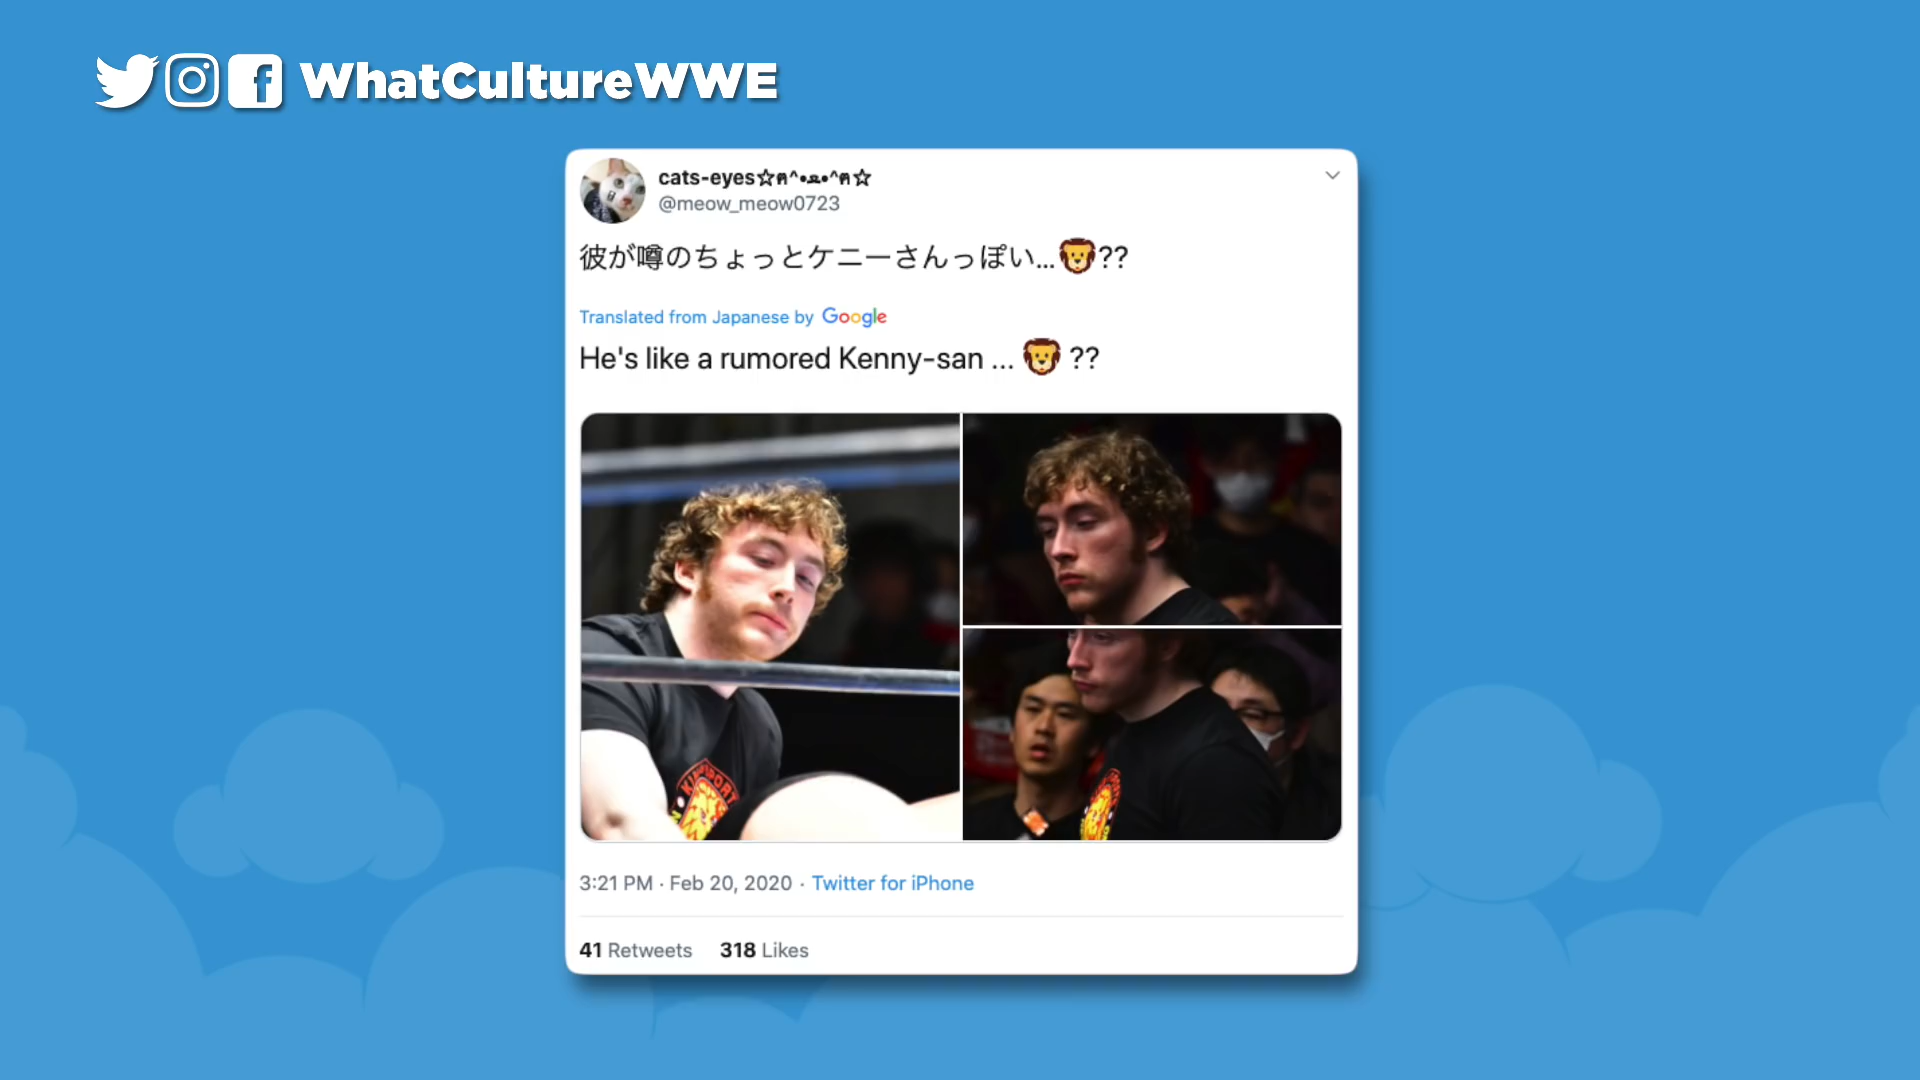 WhatCultureWWE
cats-eyes☆ฅ^•ﻌ•^ฅ☆
@meow_meow0723
彼が噂のちょっとケニーさんっぽい...🦁??
Translated from Japanese by Google
He's like a rumored Kenny-san ... 🦁 ??
3:21 PM · Feb 20, 2020 · Twitter for iPhone
41 Retweets 318 Likes